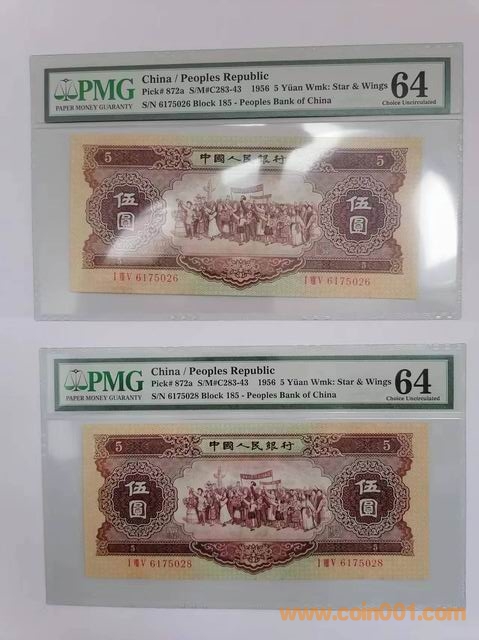 PMG
PAPER MONEY GUARANTY
China / Peoples Republic
Pick# 872a S/M#C283-43 1956 5 Yüan Wmk: Star & Wings
S/N 6175026 Block 185 - Peoples Bank of China
64
Choice Uncirculated
5 中國人民銀行 5
伍圓 伍圓
I VIII V 6175026 I VIII V 6175026
PMG
PAPER MONEY GUARANTY
China / Peoples Republic
Pick# 872a S/M#C283-43 1956 5 Yüan Wmk: Star & Wings
S/N 6175028 Block 185 - Peoples Bank of China
64
Choice Uncirculated
5 中國人民銀行 5
伍圓 伍圓
5 5
I VIII V 6175028 I VIII V 6175028
www.coin001.com